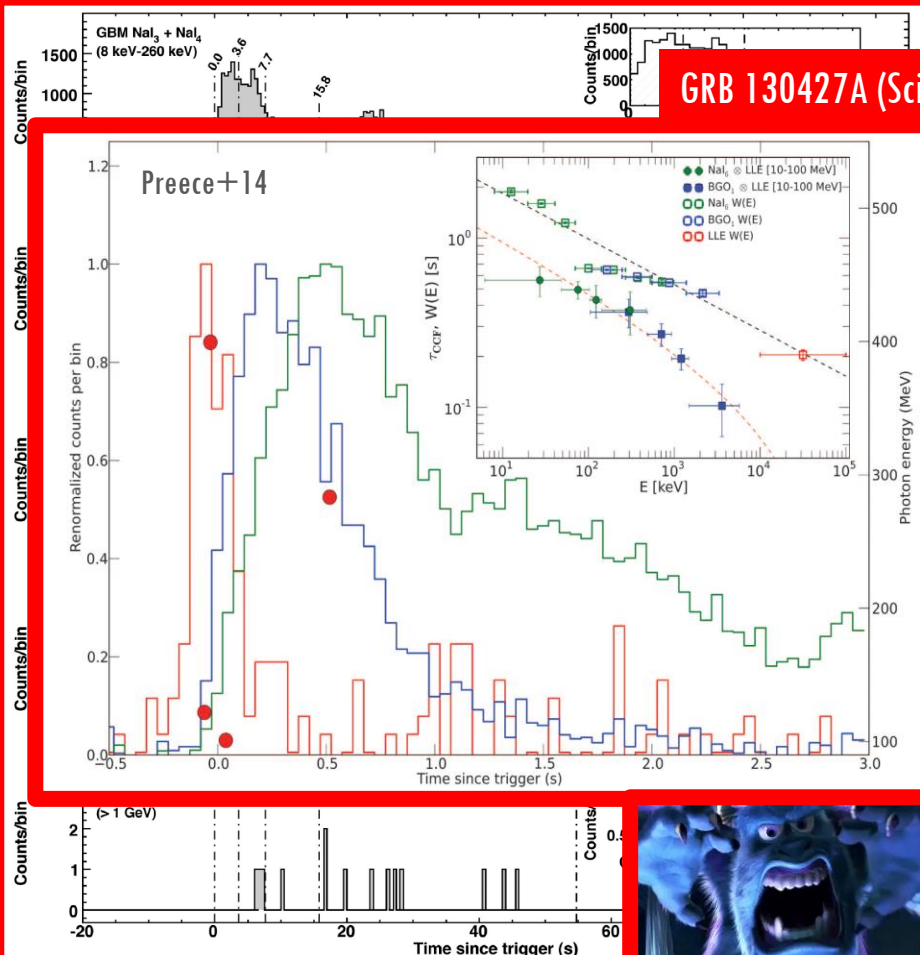 GBM NaI₃ + NaI₄
(8 keV-260 keV)
Counts/bin
1500
1000
0.0
3.6
7.7
15.8
Counts/bin
1500
1000
500
0
0
GRB 130427A (Sci
Preece+14
Renormalized counts per bin
1.2
1.0
0.8
0.6
0.4
0.2
0.0
−0.5
0.0
0.5
1.0
1.5
2.0
2.5
3.0
Time since trigger (s)
Photon energy (MeV)
500
400
300
200
100
NaI₆ ⊗ LLE [10-100 MeV]
BGO₁ ⊗ LLE [10-100 MeV]
NaI₆ W(E)
BGO₁ W(E)
LLE W(E)
τ_CCF, W(E) [s]
10⁰
10⁻¹
10¹
10²
10³
10⁴
10⁵
E [keV]
Counts/bin
Counts/bin
Counts/bin
Counts/bin
(> 1 GeV)
Counts/bin
2
1
0
-20
0
20
40
60
Time since trigger (s)
Counts/
0.5